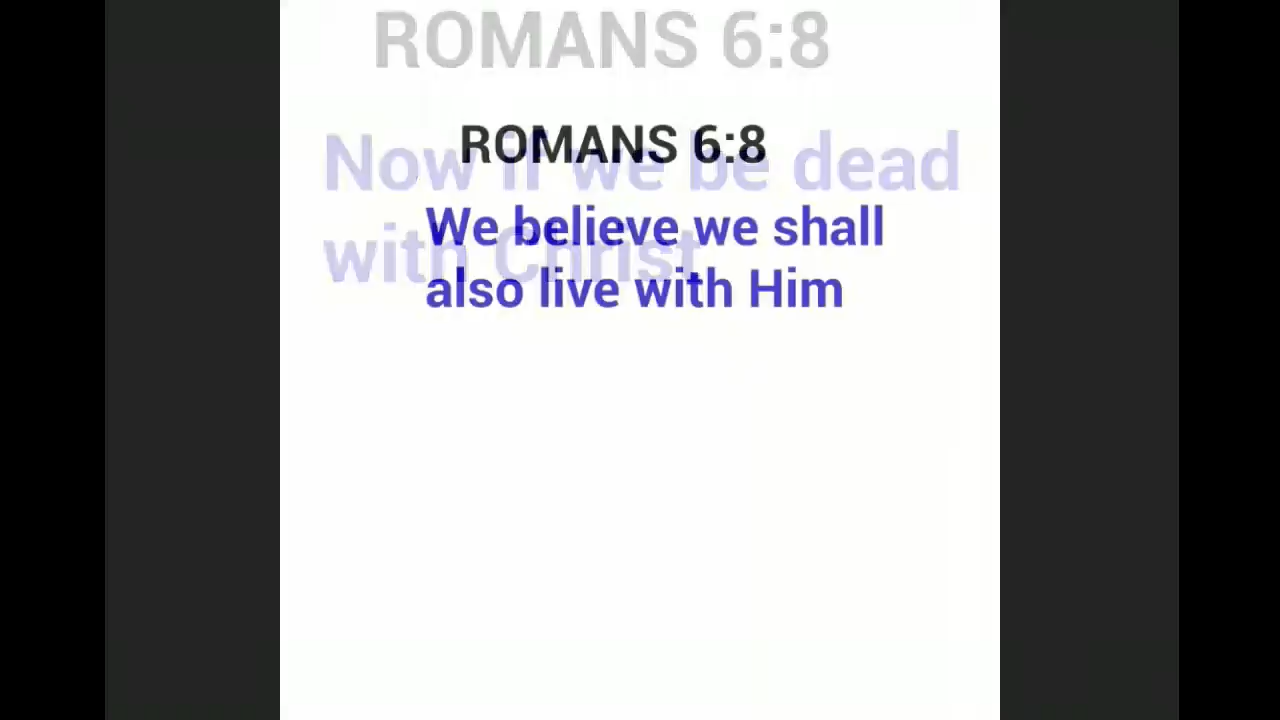 ROMANS 6:8
Now if we be dead
with Christ
ROMANS 6:8
We believe we shall
also live with Him